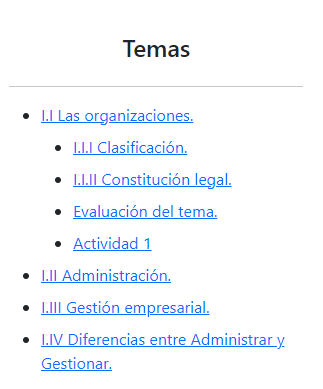 Temas
I.I Las organizaciones.
I.I.I Clasificación.
I.I.II Constitución legal.
Evaluación del tema.
Actividad 1
I.II Administración.
I.III Gestión empresarial.
I.IV Diferencias entre Administrar y
Gestionar.